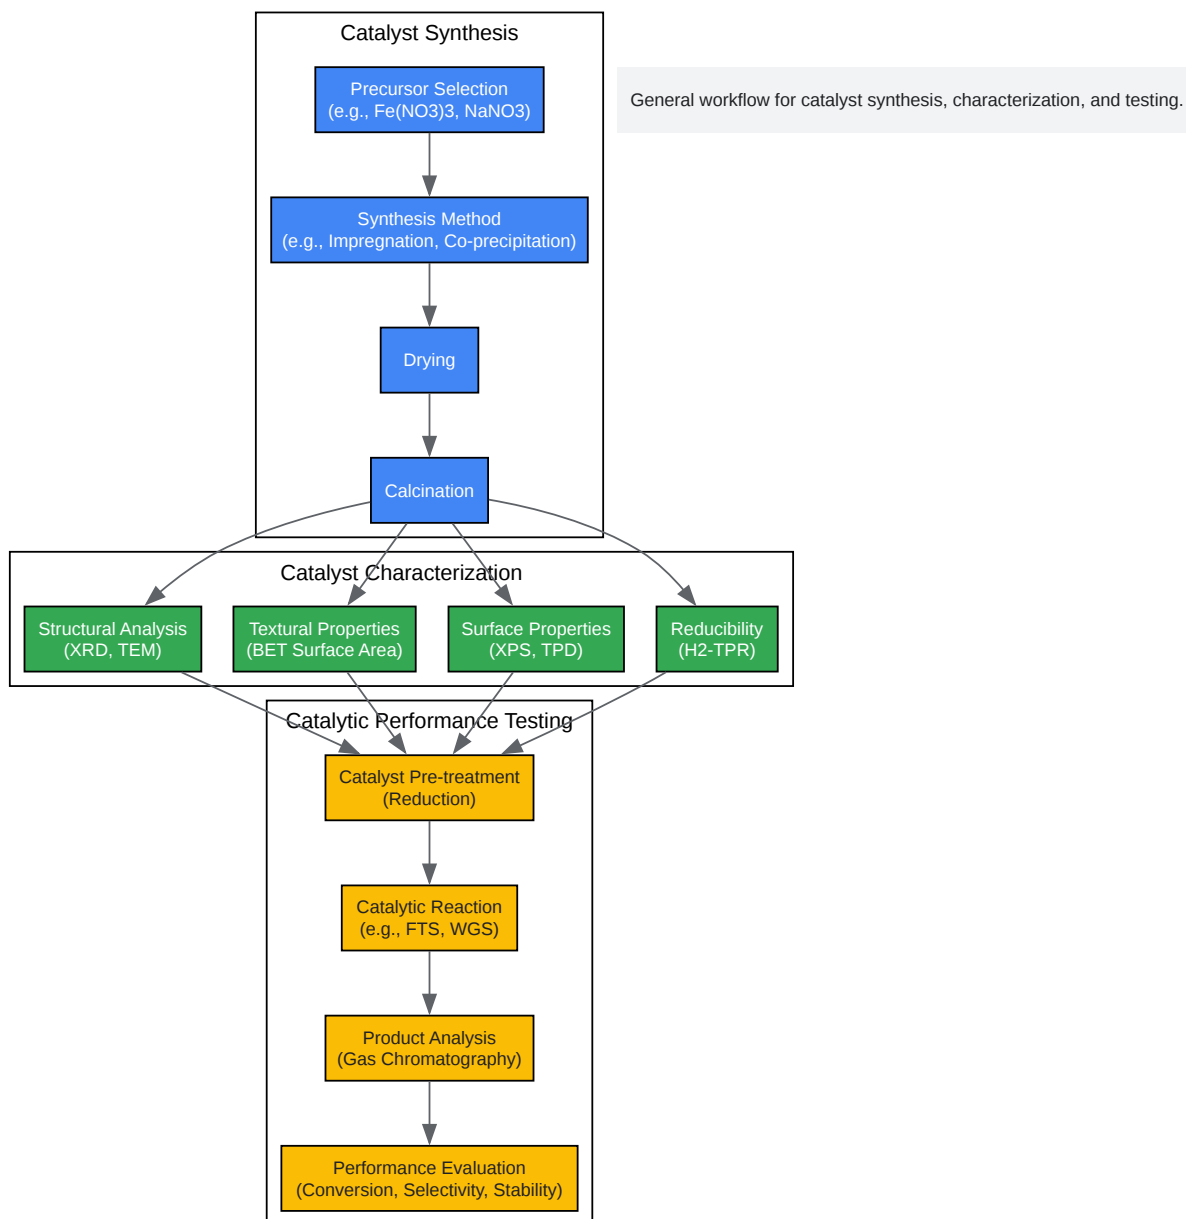 Catalyst Synthesis
Precursor Selection
(e.g., Fe(NO3)3, NaNO3)
General workflow for catalyst synthesis, characterization, and testing.
Synthesis Method
(e.g., Impregnation, Co-precipitation)
Drying
Calcination
Catalyst Characterization
Structural Analysis
(XRD, TEM)
Textural Properties
(BET Surface Area)
Surface Properties
(XPS, TPD)
Reducibility
(H2-TPR)
Catalytic Performance Testing
Catalyst Pre-treatment
(Reduction)
Catalytic Reaction
(e.g., FTS, WGS)
Product Analysis
(Gas Chromatography)
Performance Evaluation
(Conversion, Selectivity, Stability)